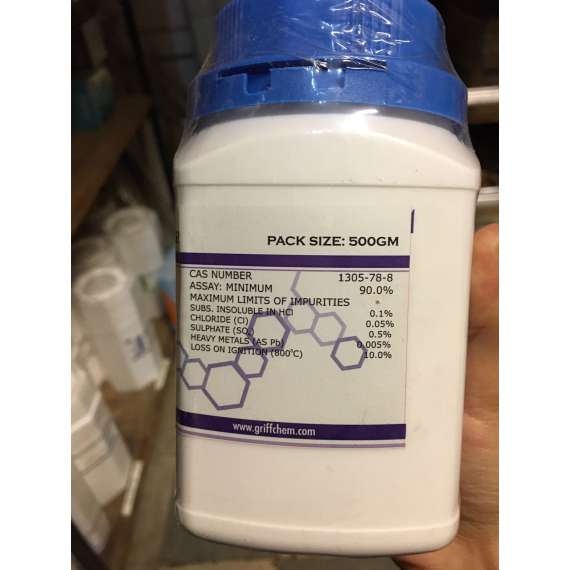 PACK SIZE: 500GM
CAS NUMBER 1305-78-8
ASSAY: MINIMUM 90.0%
MAXIMUM LIMITS OF IMPURITIES
SUBS. INSOLUBLE IN HCl 0.1%
CHLORIDE (Cl) 0.05%
SULPHATE (SO₄) 0.5%
HEAVY METALS (AS Pb) 0.005%
LOSS ON IGNITION (800°C) 10.0%
www.griffchem.com